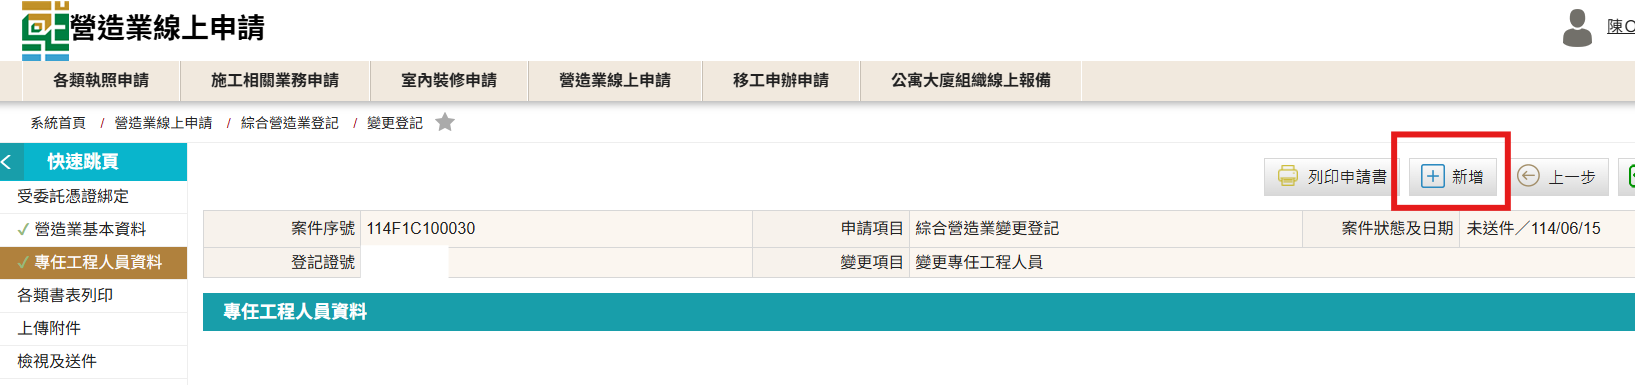 營造業線上申請
陳O
各類執照申請 施工相關業務申請 室內裝修申請 營造業線上申請 移工申辦申請 公寓大廈組織線上報備
系統首頁 / 營造業線上申請 / 綜合營造業登記 / 變更登記
快速跳頁
受委託憑證綁定
✓ 營造業基本資料
✓ 專任工程人員資料
各類書表列印
上傳附件
檢視及送件
列印申請書 新增 上一步
案件序號 114F1C100030 申請項目 綜合營造業變更登記 案件狀態及日期 未送件／114/06/15
登記證號 變更項目 變更專任工程人員
專任工程人員資料